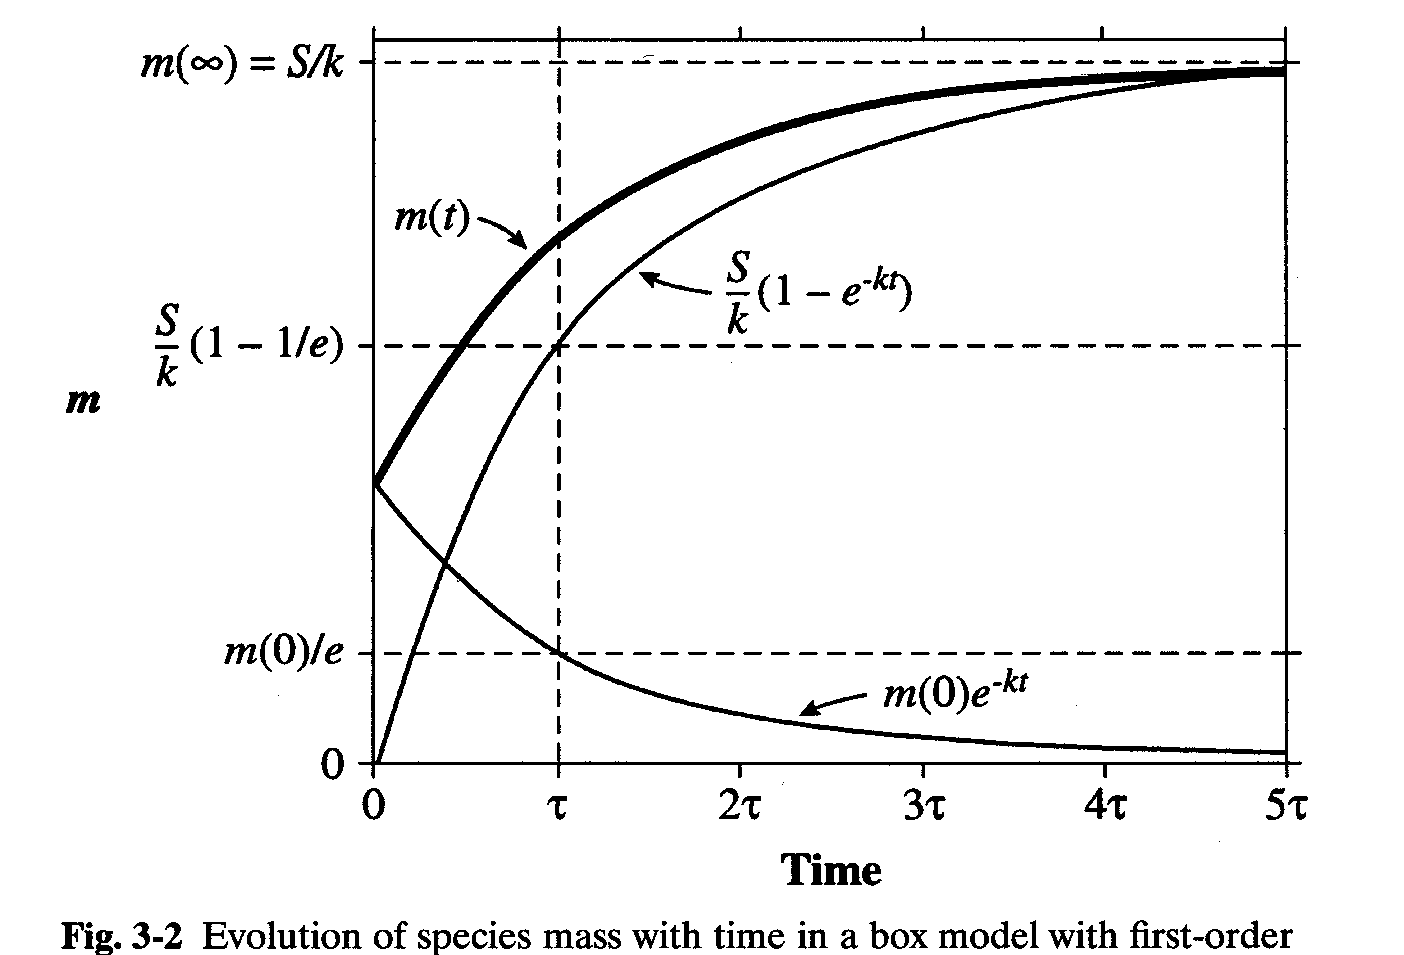 m(∞) = S/k
m(t)
S/k (1 − e^-kt)
S/k (1 − 1/e)
m
m(0)/e
m(0)e^-kt
0
0 τ 2τ 3τ 4τ 5τ
Time
Fig. 3-2 Evolution of species mass with time in a box model with first-order